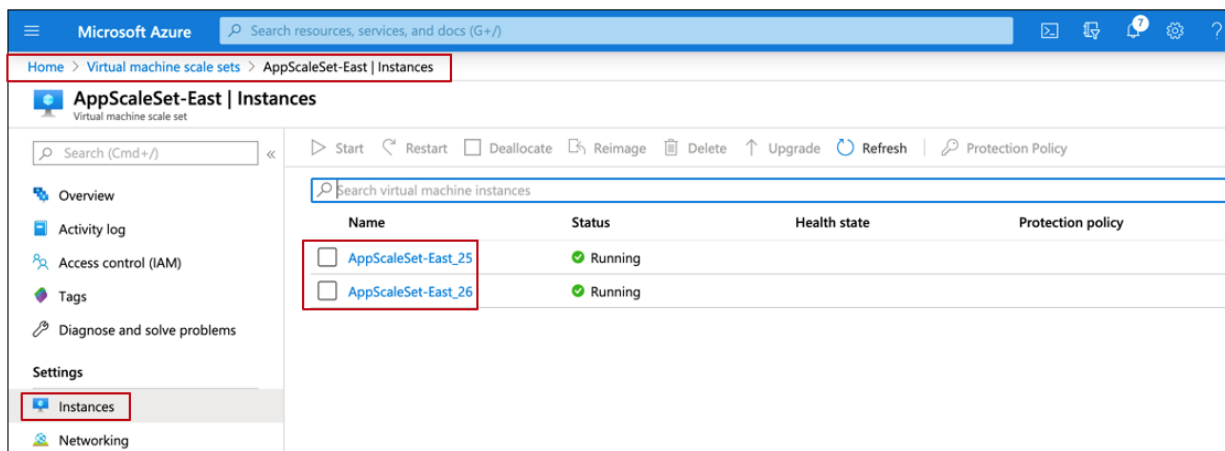 Microsoft Azure
Search resources, services, and docs (G+/)
7
Home > Virtual machine scale sets > AppScaleSet-East | Instances
AppScaleSet-East | Instances
Virtual machine scale set
Search (Cmd+/)
«
Start Restart Deallocate Reimage Delete Upgrade Refresh Protection Policy
Overview
Activity log
Access control (IAM)
Tags
Diagnose and solve problems
Settings
Instances
Networking
Search virtual machine instances
Name Status Health state Protection policy
AppScaleSet-East_25 Running
AppScaleSet-East_26 Running